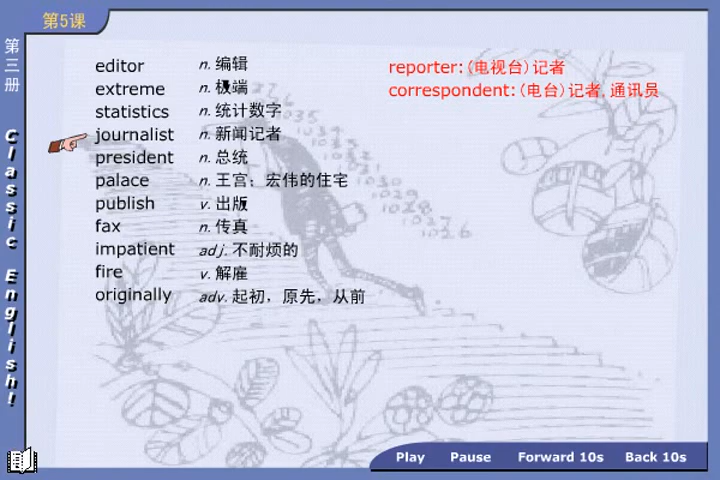 第5课
第三册
Classic English!
editor n. 编辑
extreme n. 极端
statistics n. 统计数字
journalist n. 新闻记者
president n. 总统
palace n. 王宫；宏伟的住宅
publish v. 出版
fax n. 传真
impatient adj. 不耐烦的
fire v. 解雇
originally adv. 起初，原先，从前
reporter:(电视台)记者
correspondent:(电台)记者,通讯员
1029
1028
1027
1026
Play Pause Forward 10s Back 10s